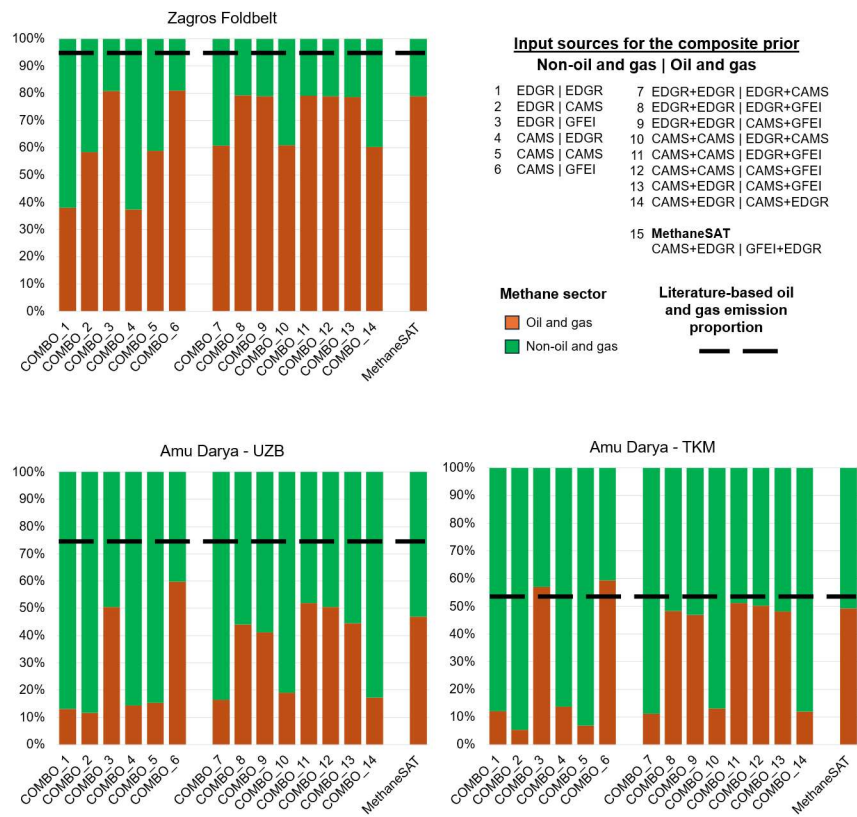 Zagros Foldbelt
100%
90%
80%
70%
60%
50%
40%
30%
20%
10%
0%
COMBO_1
COMBO_2
COMBO_3
COMBO_4
COMBO_5
COMBO_6
COMBO_7
COMBO_8
COMBO_9
COMBO_10
COMBO_11
COMBO_12
COMBO_13
COMBO_14
MethaneSAT
Input sources for the composite prior
Non-oil and gas | Oil and gas
1 EDGR | EDGR
2 EDGR | CAMS
3 EDGR | GFEI
4 CAMS | EDGR
5 CAMS | CAMS
6 CAMS | GFEI
7 EDGR+EDGR | EDGR+CAMS
8 EDGR+EDGR | EDGR+GFEI
9 EDGR+EDGR | CAMS+GFEI
10 CAMS+CAMS | EDGR+CAMS
11 CAMS+CAMS | EDGR+GFEI
12 CAMS+CAMS | CAMS+GFEI
13 CAMS+EDGR | CAMS+GFEI
14 CAMS+EDGR | CAMS+EDGR
15 MethaneSAT
CAMS+EDGR | GFEI+EDGR
Methane sector
Oil and gas
Non-oil and gas
Literature-based oil
and gas emission
proportion
Amu Darya - UZB
100%
90%
80%
70%
60%
50%
40%
30%
20%
10%
0%
COMBO_1
COMBO_2
COMBO_3
COMBO_4
COMBO_5
COMBO_6
COMBO_7
COMBO_8
COMBO_9
COMBO_10
COMBO_11
COMBO_12
COMBO_13
COMBO_14
MethaneSAT
Amu Darya - TKM
100%
90%
80%
70%
60%
50%
40%
30%
20%
10%
0%
COMBO_1
COMBO_2
COMBO_3
COMBO_4
COMBO_5
COMBO_6
COMBO_7
COMBO_8
COMBO_9
COMBO_10
COMBO_11
COMBO_12
COMBO_13
COMBO_14
MethaneSAT